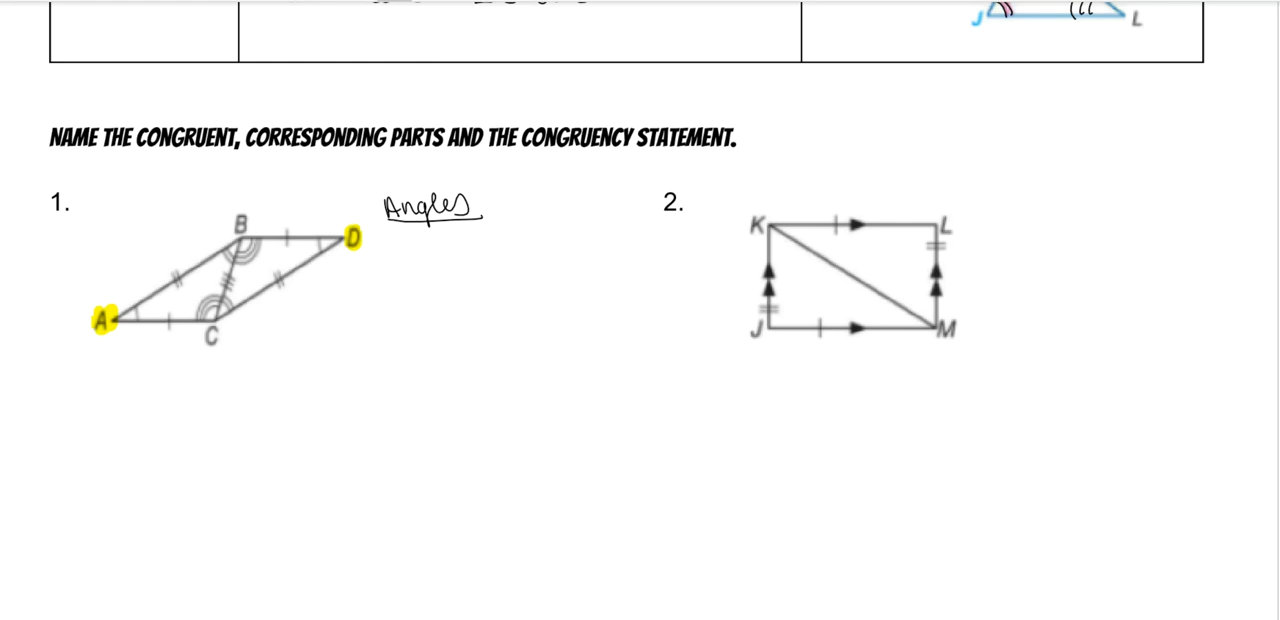 J
L
NAME THE CONGRUENT, CORRESPONDING PARTS AND THE CONGRUENCY STATEMENT.
1.
Angles
2.
B
D
A
C
K
L
J
M